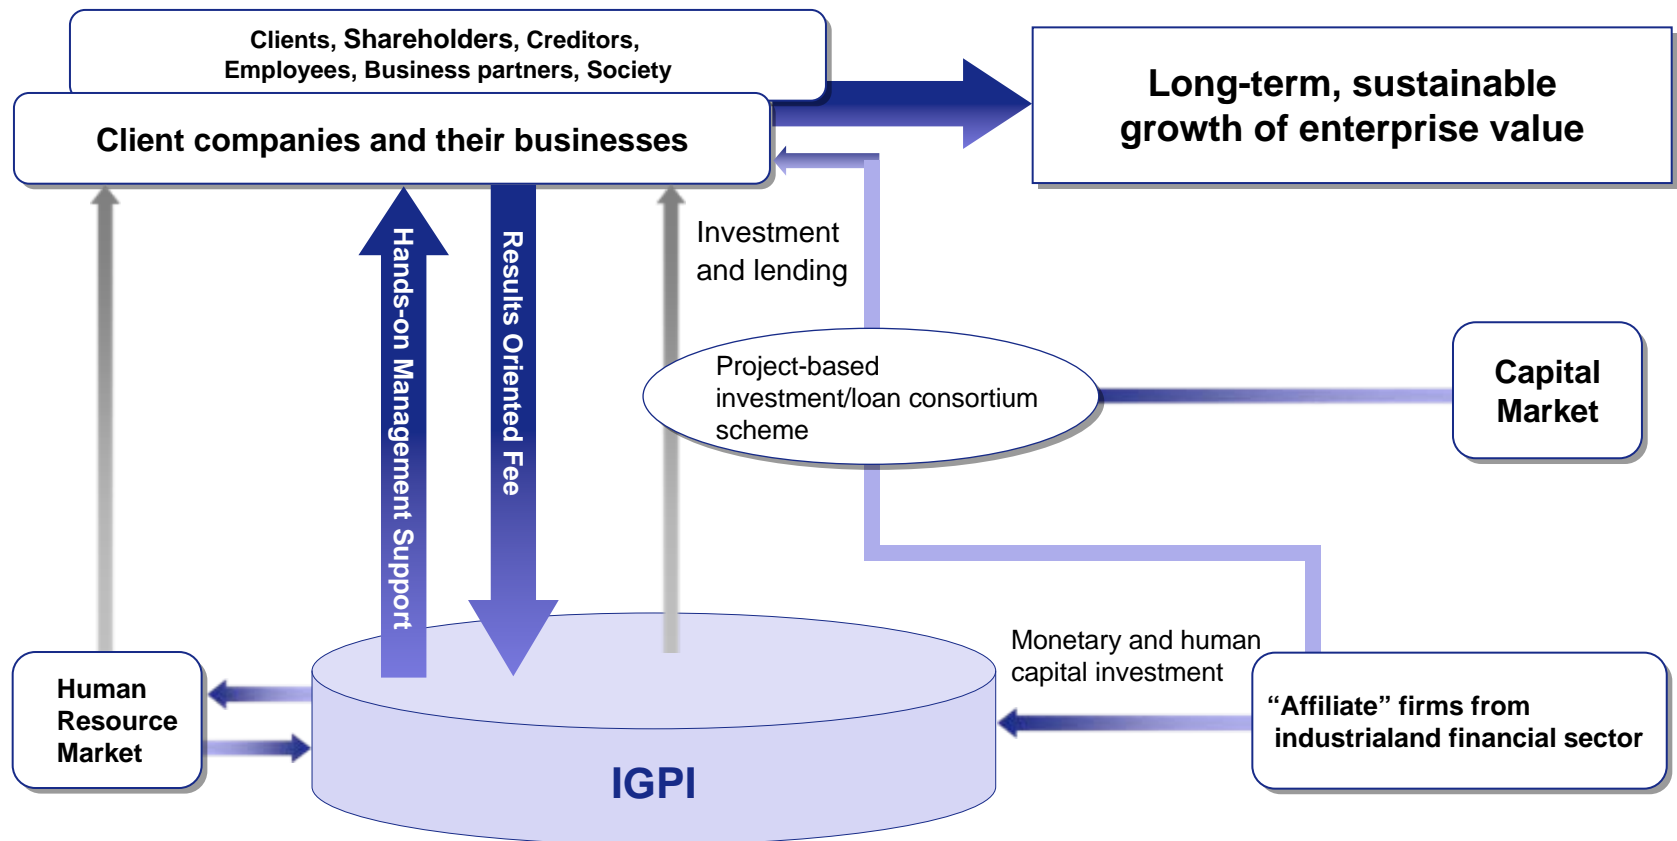 Clients, Shareholders, Creditors,
Employees, Business partners, Society
Client companies and their businesses
Long-term, sustainable
growth of enterprise value
Hands-on Management Support
Results Oriented Fee
Investment
and lending
Project-based
investment/loan consortium
scheme
Capital
Market
Monetary and human
capital investment
Human
Resource
Market
“Affiliate” firms from
industrialand financial sector
IGPI